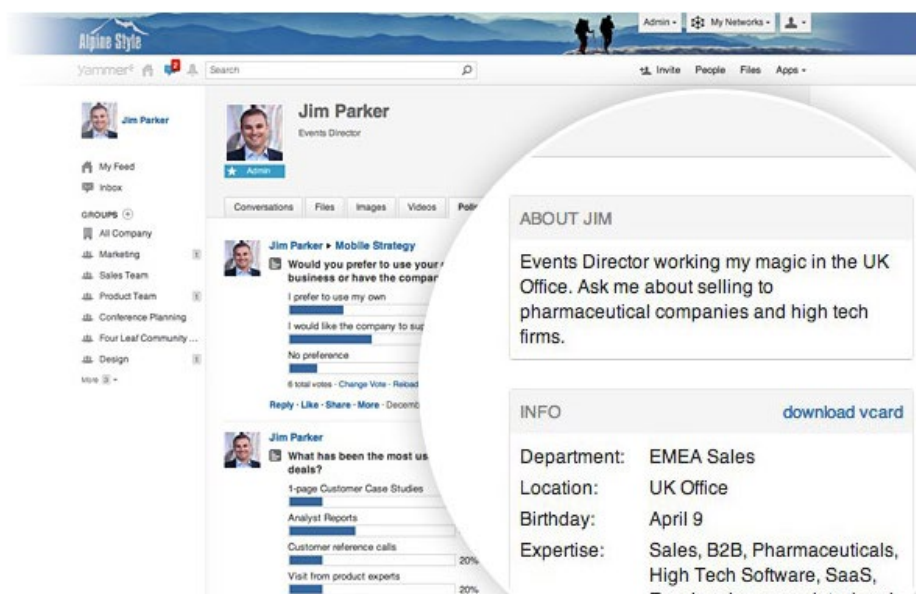 Alpine Style
Admin
My Networks
yammer
2
Search
Invite People Files Apps
Jim Parker
My Feed
Inbox
GROUPS
All Company
Marketing 1
Sales Team
Product Team 1
Conference Planning
Four Leaf Community ...
Design 1
More 3
Jim Parker
Events Director
Admin
Conversations Files Images Videos
Jim Parker ▸ Mobile Strategy
Would you prefer to use your
business or have the
I prefer to use my own
I would like the company to
No preference
6 total votes · Change Vote · Reload
Reply · Like · Share · More ·
Jim Parker
What has been the most
deals?
1-page Customer Case Studies
Analyst Reports
Customer reference calls
20%
Visit from product experts
20%
ABOUT JIM
Events Director working my magic in the UK
Office. Ask me about selling to
pharmaceutical companies and high tech
firms.
INFO download vcard
Department: EMEA Sales
Location: UK Office
Birthday: April 9
Expertise: Sales, B2B, Pharmaceuticals,
High Tech Software, SaaS,